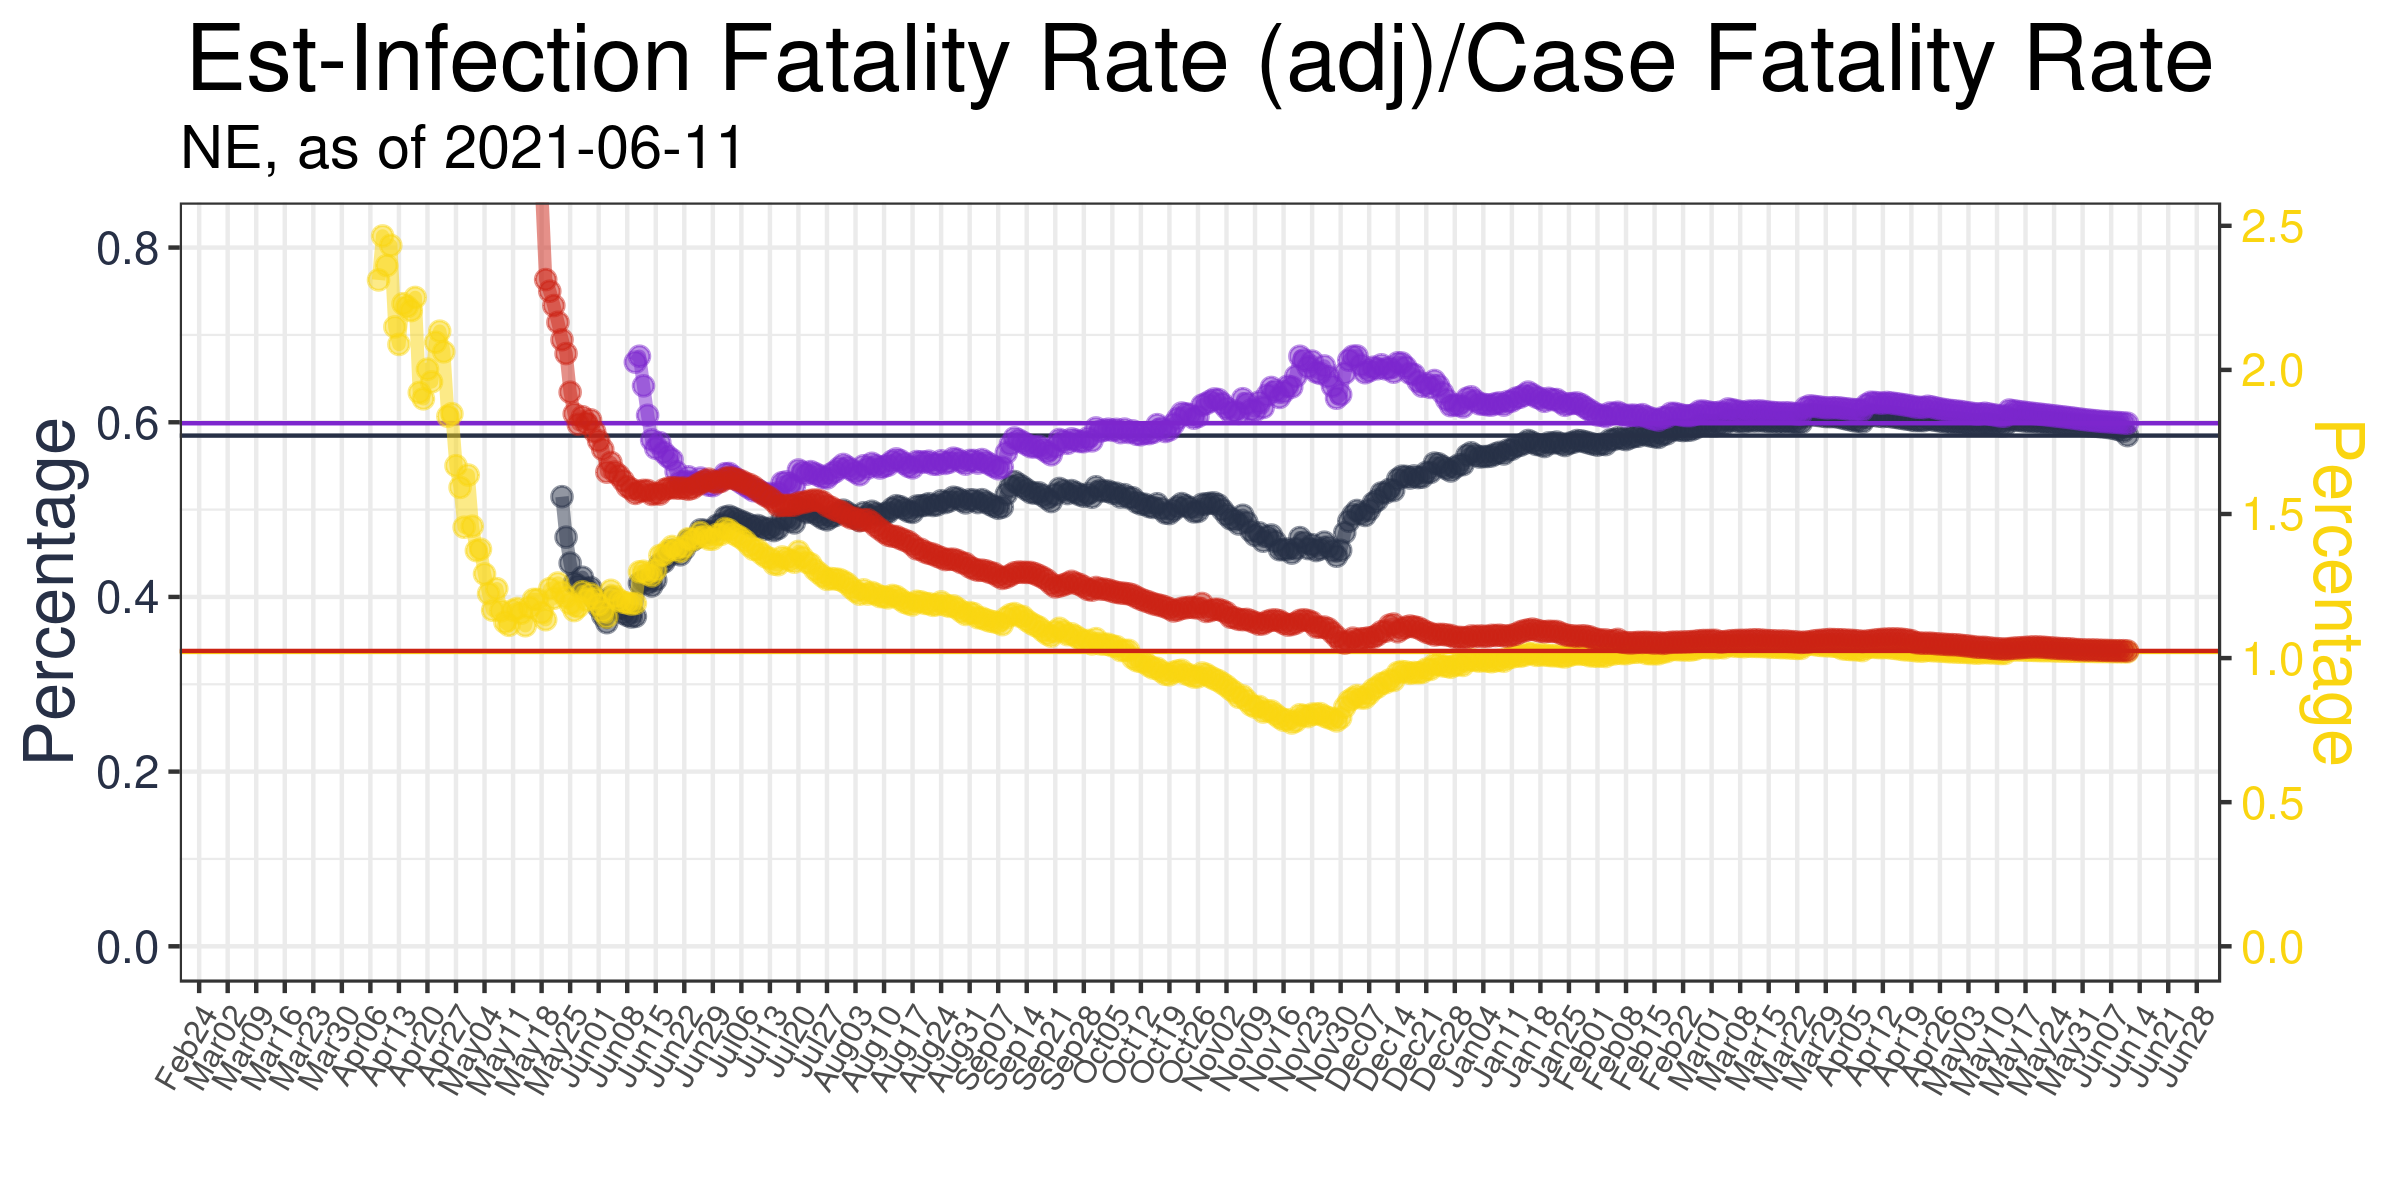 Est-Infection Fatality Rate (adj)/Case Fatality Rate
NE, as of 2021-06-11
Percentage
0.8
0.6
0.4
0.2
0.0
2.5
2.0
1.5
1.0
0.5
0.0
Percentage
Feb24
Mar02
Mar09
Mar16
Mar23
Mar30
Apr06
Apr13
Apr20
Apr27
May04
May11
May18
May25
Jun01
Jun08
Jun15
Jun22
Jun29
Jul06
Jul13
Jul20
Jul27
Aug03
Aug10
Aug17
Aug24
Aug31
Sep07
Sep14
Sep21
Sep28
Oct05
Oct12
Oct19
Oct26
Nov02
Nov09
Nov16
Nov23
Nov30
Dec07
Dec14
Dec21
Dec28
Jan04
Jan11
Jan18
Jan25
Feb01
Feb08
Feb15
Feb22
Mar01
Mar08
Mar15
Mar22
Mar29
Apr05
Apr12
Apr19
Apr26
May03
May10
May17
May24
May31
Jun07
Jun14
Jun21
Jun28